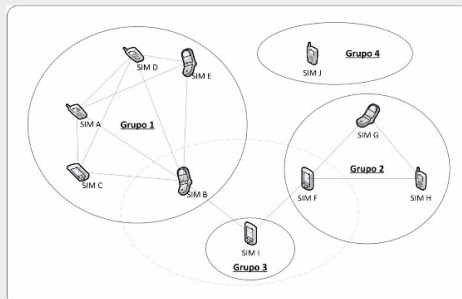 SIM D
SIM E
Grupo 4
SIM J
SIM A
Grupo 1
SIM G
SIM C
SIM B
Grupo 2
SIM F
SIM H
SIM I
Grupo 3